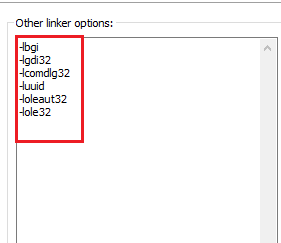 Other linker options:
-lbgi
-lgdi32
-lcomdlg32
-luuid
-loleaut32
-lole32